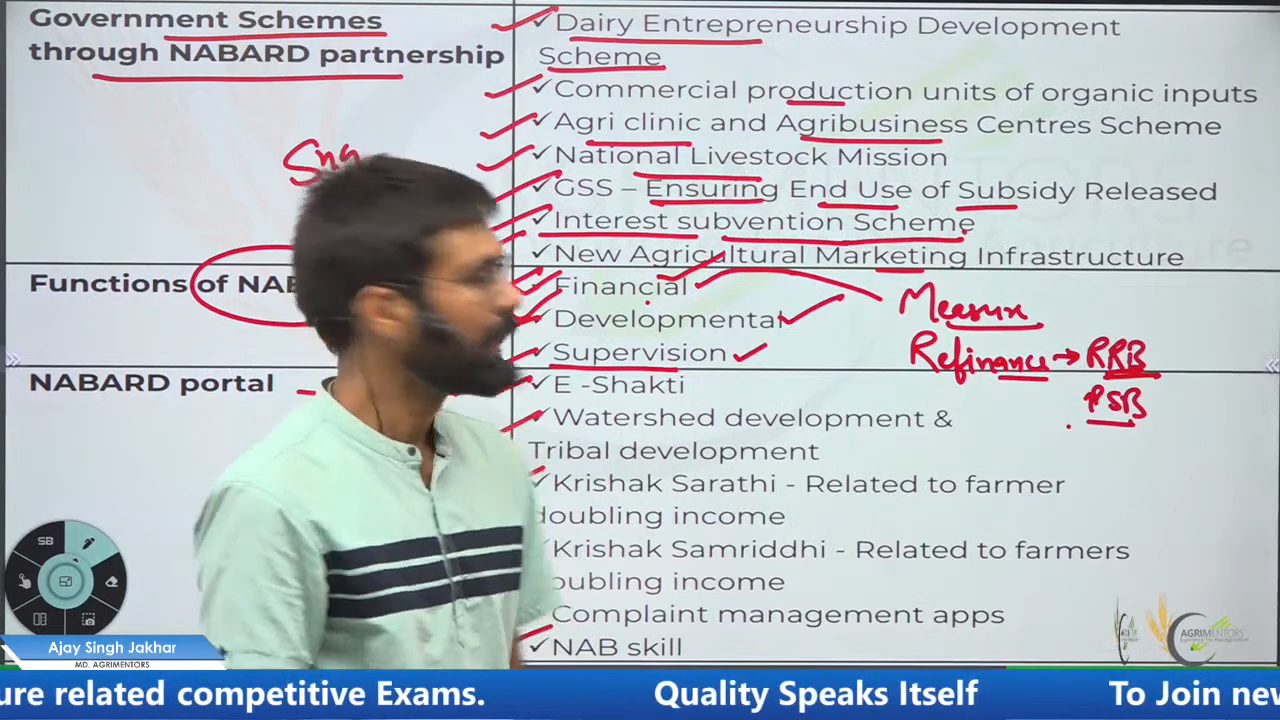 Government Schemes
through NABARD partnership
✓Dairy Entrepreneurship Development
Scheme
✓Commercial production units of organic inputs
✓Agri clinic and Agribusiness Centres Scheme
✓National Livestock Mission
✓GSS – Ensuring End Use of Subsidy Released
✓Interest subvention Scheme
✓New Agricultural Marketing Infrastructure
Functions of NAB
Financial
✓Developmental
✓Supervision
Measure
Refinance → RRB
PSB
NABARD portal
✓E -Shakti
✓Watershed development &
Tribal development
✓Krishak Sarathi - Related to farmer
doubling income
Krishak Samriddhi - Related to farmers
oubling income
Complaint management apps
✓NAB skill
SB
AGRIMENTORS
Ajay Singh Jakhar
MD. AGRIMENTORS
ure related competitive Exams.
Quality Speaks Itself
To Join new